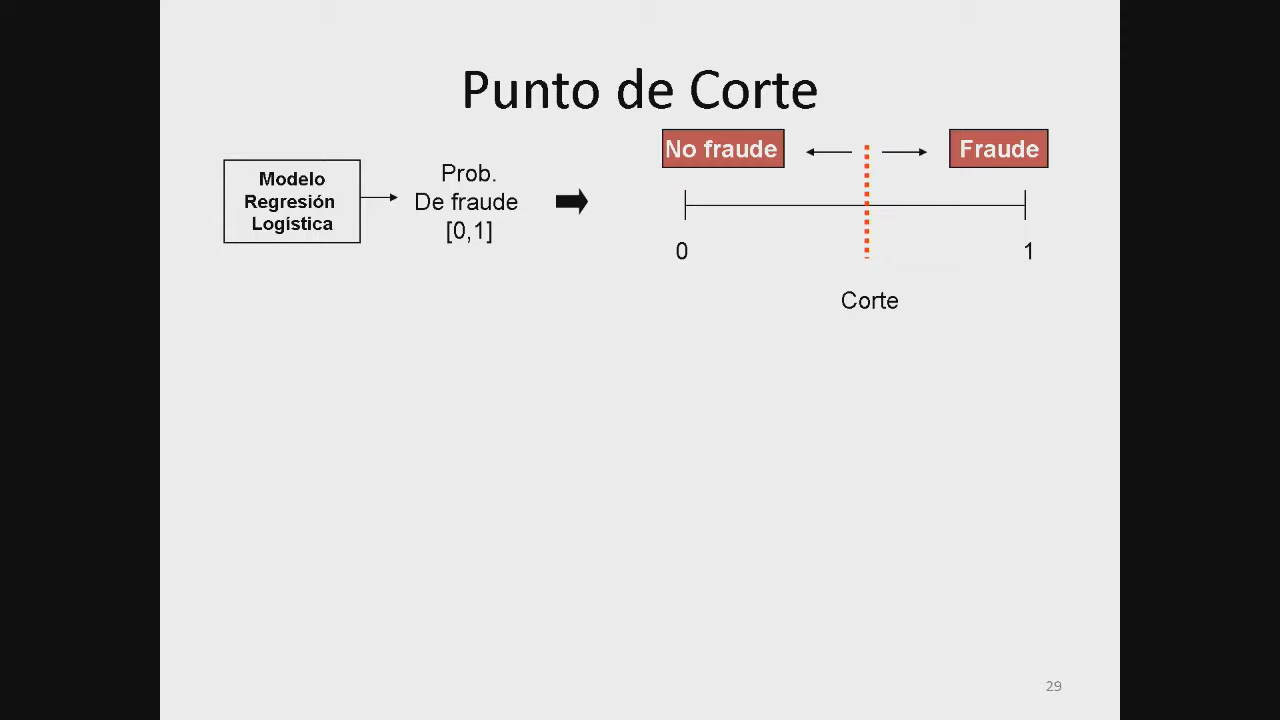 Punto de Corte
No fraude
Fraude
Modelo
Regresión
Logística
Prob.
De fraude
[0,1]
0
1
Corte
29